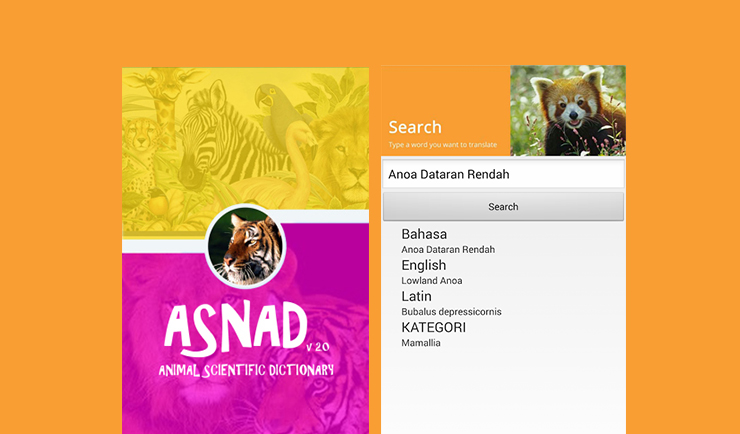 ASNAD
V 2.0
ANIMAL SCIENTIFIC DICTIONARY
Search
Type a word you want to translate
Anoa Dataran Rendah
Search
Bahasa
Anoa Dataran Rendah
English
Lowland Anoa
Latin
Bubalus depressicornis
KATEGORI
Mamallia